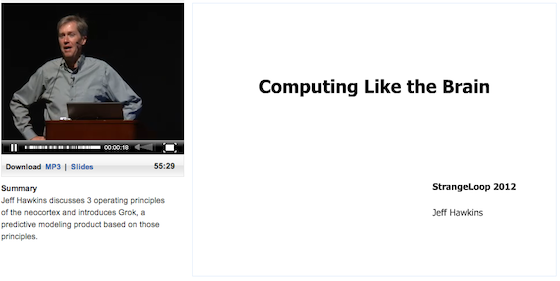 00:00:19
Download MP3 | Slides 55:29
Summary
Jeff Hawkins discusses 3 operating principles
of the neocortex and introduces Grok, a
predictive modeling product based on those
principles.
Computing Like the Brain
StrangeLoop 2012
Jeff Hawkins